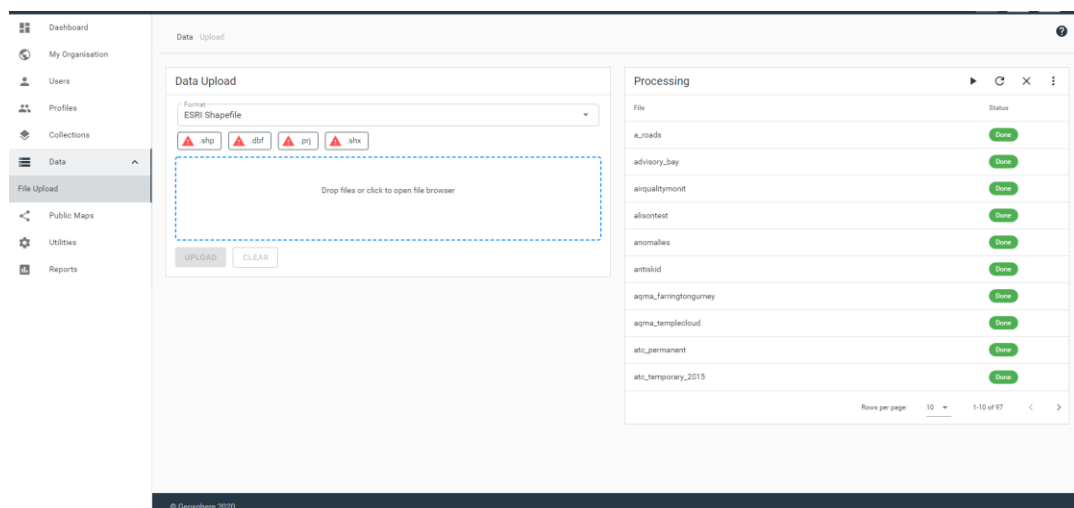 Dashboard
My Organisation
Users
Profiles
Collections
Data
File Upload
Public Maps
Utilities
Reports
Data Upload
Data Upload
Format
ESRI Shapefile
.shp .dbf .prj .shx
Drop files or click to open file browser
UPLOAD CLEAR
Processing
File Status
a_roads Done
advisory_bay Done
airqualitymonit Done
alisontest Done
anomalies Done
antiskid Done
aqma_farringtongurney Done
aqma_templecloud Done
atc_permanent Done
atc_temporary_2015 Done
Rows per page: 10 1-10 of 97
© Geoxphere 2020